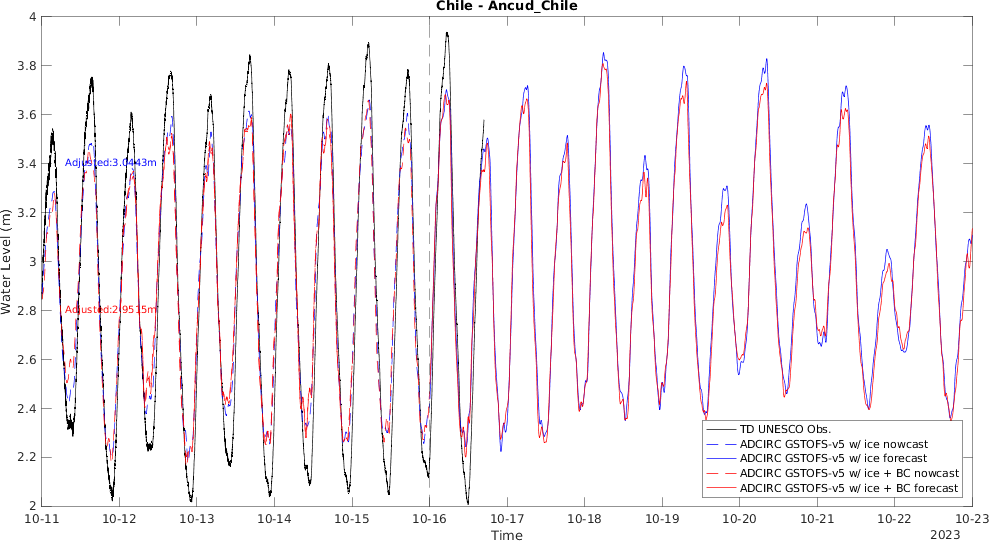 Chile - Ancud_Chile
4
3.8
3.6
3.4
3.2
3
2.8
2.6
2.4
2.2
2
Water Level (m)
Adjusted:3.0443m
Adjusted:2.9515m
TD UNESCO Obs.
ADCIRC GSTOFS-v5 w/ ice nowcast
ADCIRC GSTOFS-v5 w/ ice forecast
ADCIRC GSTOFS-v5 w/ ice + BC nowcast
ADCIRC GSTOFS-v5 w/ ice + BC forecast
10-11 10-12 10-13 10-14 10-15 10-16 10-17 10-18 10-19 10-20 10-21 10-22 10-23
Time
2023